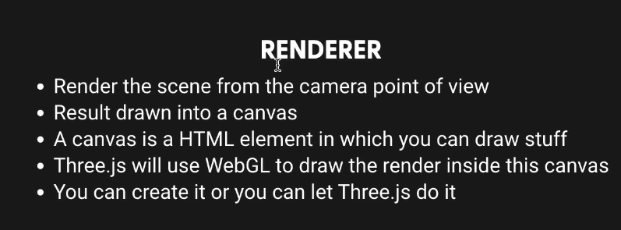 RENDERER
• Render the scene from the camera point of view
• Result drawn into a canvas
• A canvas is a HTML element in which you can draw stuff
• Three.js will use WebGL to draw the render inside this canvas
• You can create it or you can let Three.js do it